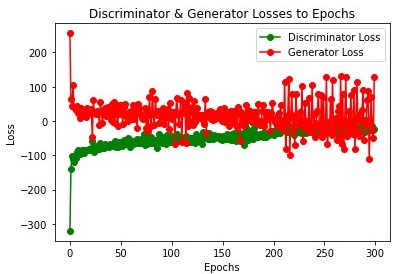 Discriminator & Generator Losses to Epochs
Discriminator Loss
Generator Loss
Loss
200
100
0
−100
−200
−300
0
50
100
150
200
250
300
Epochs